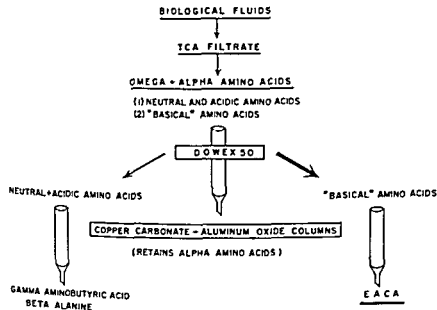 BIOLOGICAL FLUIDS
TCA FILTRATE
OMEGA + ALPHA AMINO ACIDS
(1) NEUTRAL AND ACIDIC AMINO ACIDS
(2) "BASICAL" AMINO ACIDS
DOWEX 50
NEUTRAL+ACIDIC AMINO ACIDS
"BASICAL" AMINO ACIDS
COPPER CARBONATE - ALUMINUM OXIDE COLUMNS
(RETAINS ALPHA AMINO ACIDS)
GAMMA AMINOBUTYRIC ACID
BETA ALANINE
EACA